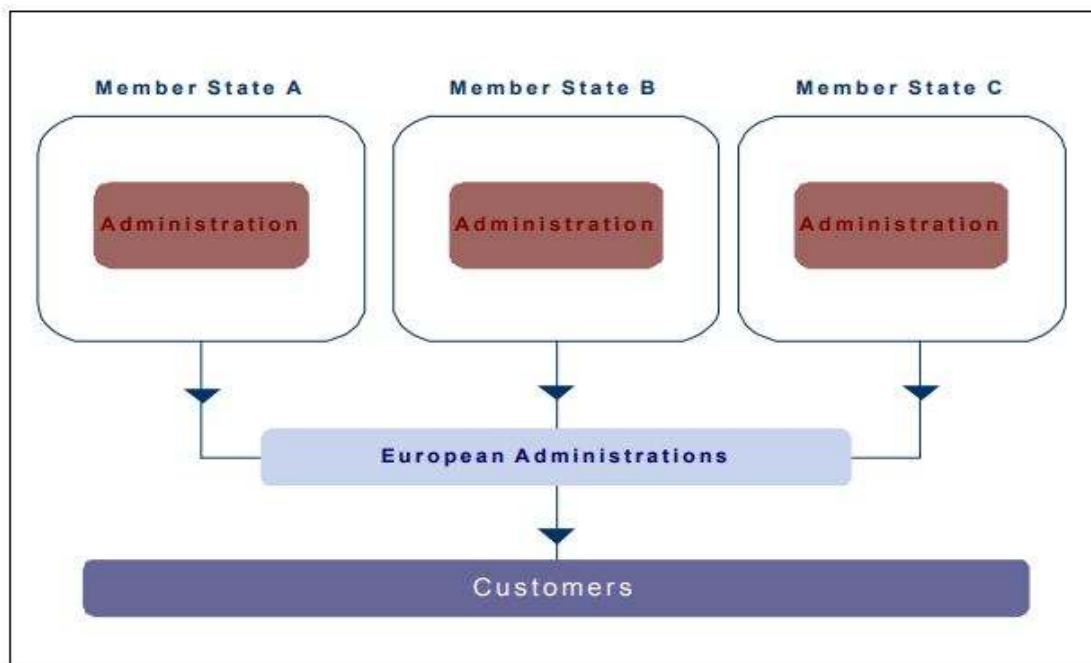 Member State A
Member State B
Member State C
Administration
Administration
Administration
European Administrations
Customers